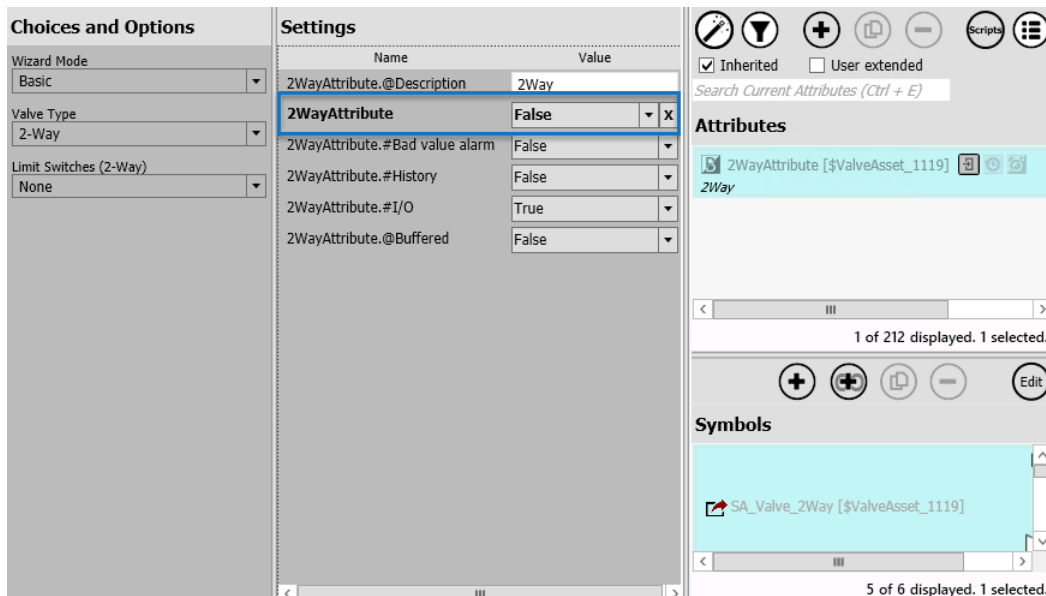 Choices and Options
Wizard Mode
Basic
Valve Type
2-Way
Limit Switches (2-Way)
None
Settings
Name Value
2WayAttribute.@Description 2Way
2WayAttribute False X
2WayAttribute.#Bad value alarm False
2WayAttribute.#History False
2WayAttribute.#I/O True
2WayAttribute.@Buffered False
Scripts
Inherited User extended
Search Current Attributes (Ctrl + E)
Attributes
2WayAttribute [$ValveAsset_1119]
2Way
1 of 212 displayed. 1 selected.
Edit
Symbols
SA_Valve_2Way [$ValveAsset_1119]
5 of 6 displayed. 1 selected.